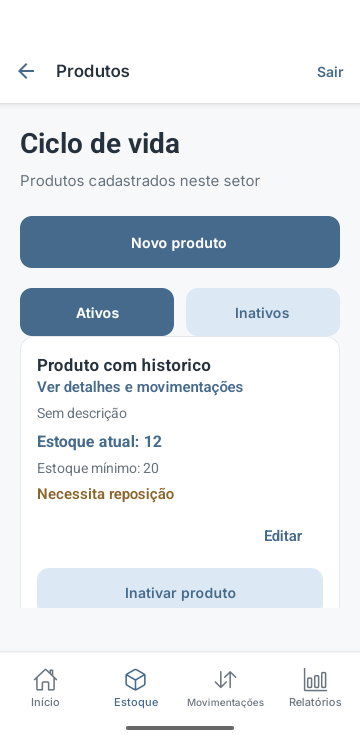 Produtos
Sair
Ciclo de vida
Produtos cadastrados neste setor
Novo produto
Ativos
Inativos
Produto com historico
Ver detalhes e movimentações
Sem descrição
Estoque atual: 12
Estoque mínimo: 20
Necessita reposição
Editar
Inativar produto
Início
Estoque
Movimentações
Relatórios